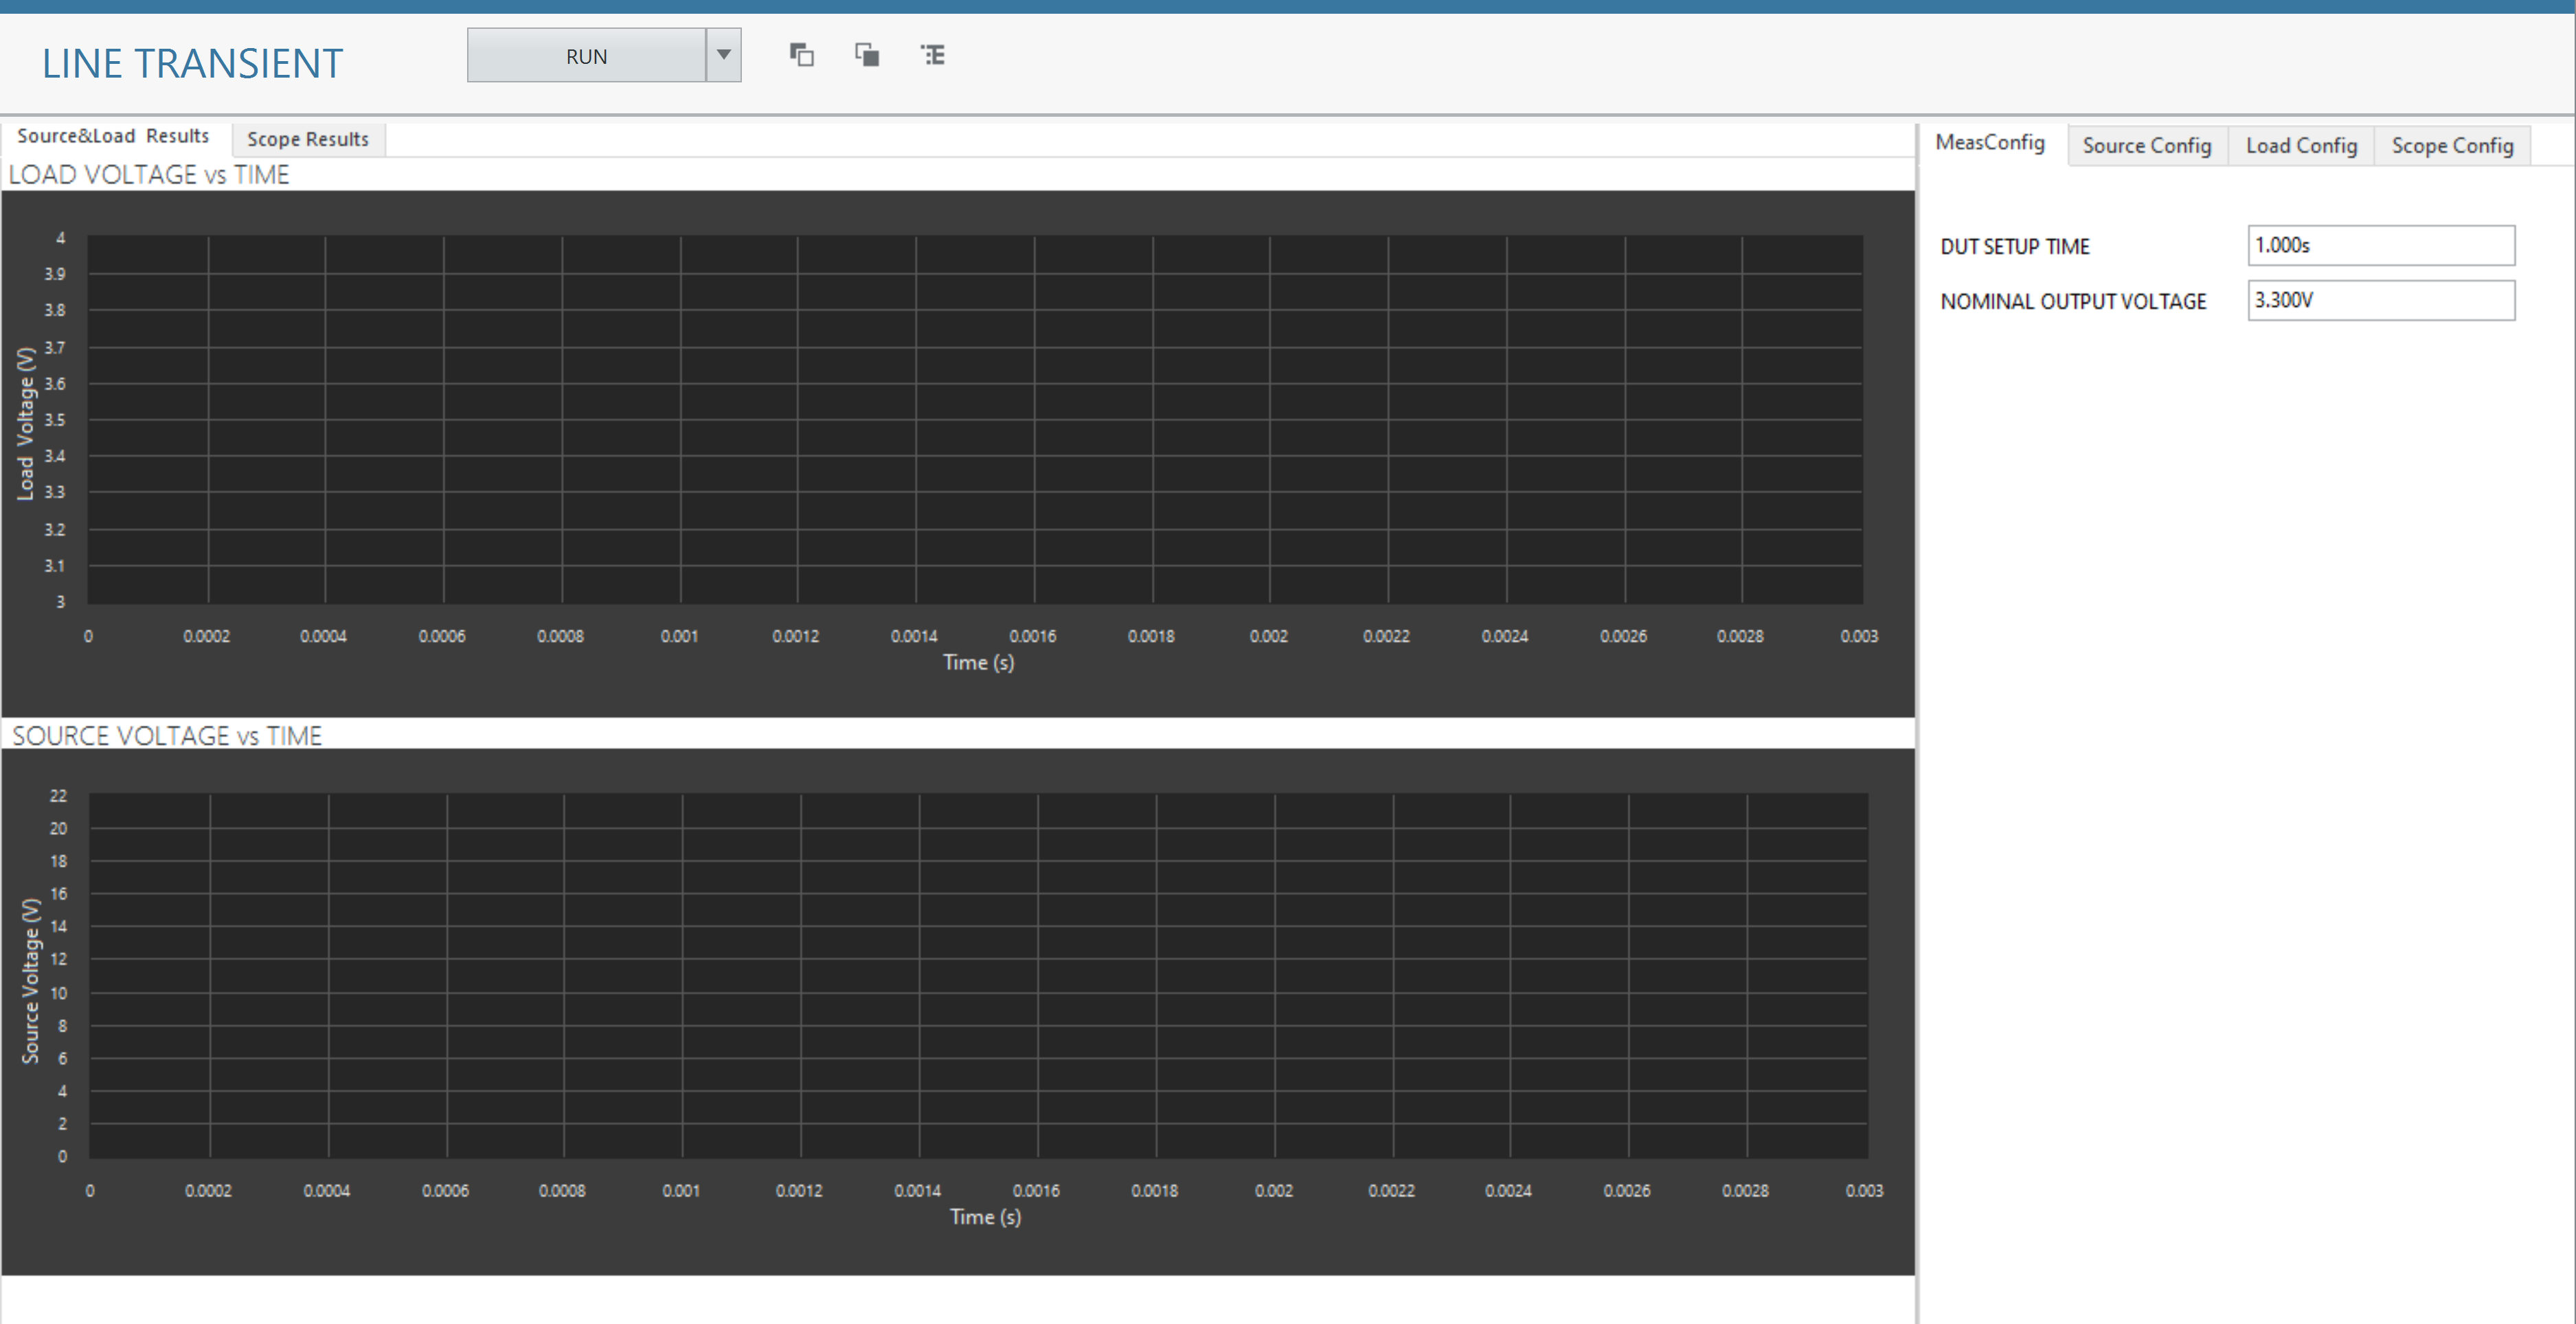 LINE TRANSIENT
RUN
Source&Load Results
Scope Results
MeasConfig
Source Config
Load Config
Scope Config
LOAD VOLTAGE vs TIME
4
3.9
3.8
3.7
3.6
3.5
3.4
3.3
3.2
3.1
3
Load Voltage (V)
0 0.0002 0.0004 0.0006 0.0008 0.001 0.0012 0.0014 0.0016 0.0018 0.002 0.0022 0.0024 0.0026 0.0028 0.003
Time (s)
SOURCE VOLTAGE vs TIME
22
20
18
16
14
12
10
8
6
4
2
0
Source Voltage (V)
0 0.0002 0.0004 0.0006 0.0008 0.001 0.0012 0.0014 0.0016 0.0018 0.002 0.0022 0.0024 0.0026 0.0028 0.003
Time (s)
DUT SETUP TIME 1.000s
NOMINAL OUTPUT VOLTAGE 3.300V